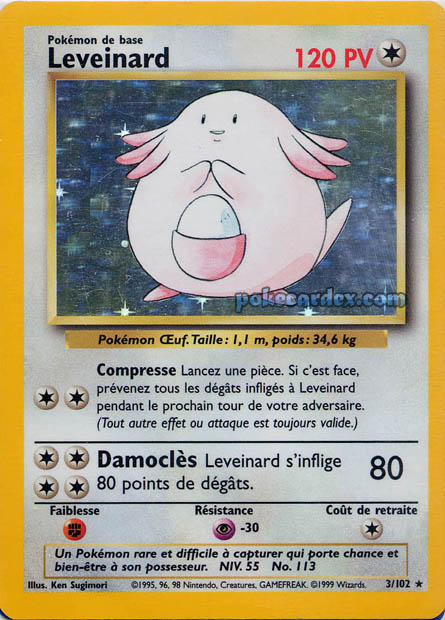 Pokémon de base
Leveinard 120 PV
pokecardex.com
Pokémon Œuf. Taille : 1,1 m, poids : 34,6 kg
Compresse Lancez une pièce. Si c'est face,
prévenez tous les dégâts infligés à Leveinard
pendant le prochain tour de votre adversaire.
(Tout autre effet ou attaque est toujours valide.)
Damoclès Leveinard s'inflige 80
80 points de dégâts.
Faiblesse Résistance Coût de retraite
-30
Un Pokémon rare et difficile à capturer qui porte chance et
bien-être à son possesseur. NIV. 55 No. 113
Illus. Ken Sugimori ©1995, 96, 98 Nintendo, Creatures, GAMEFREAK. ©1999 Wizards. 3/102 ★